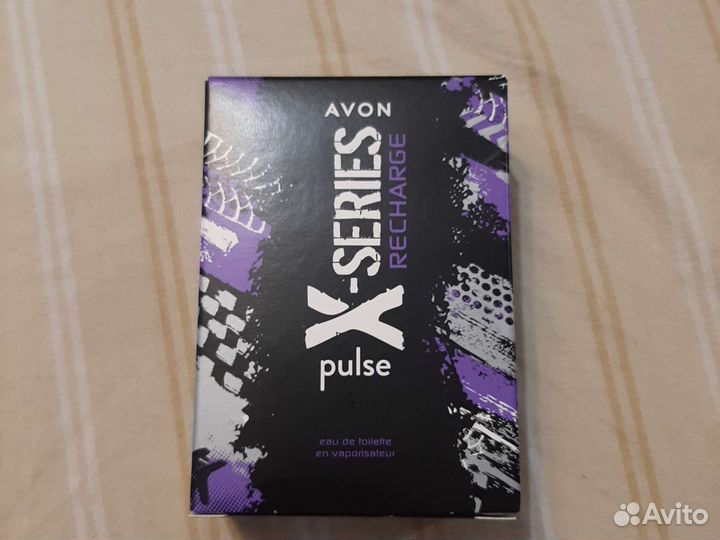 AVON
X-SERIES
RECHARGE
pulse
eau de toilette
en vaporisateur
Avito